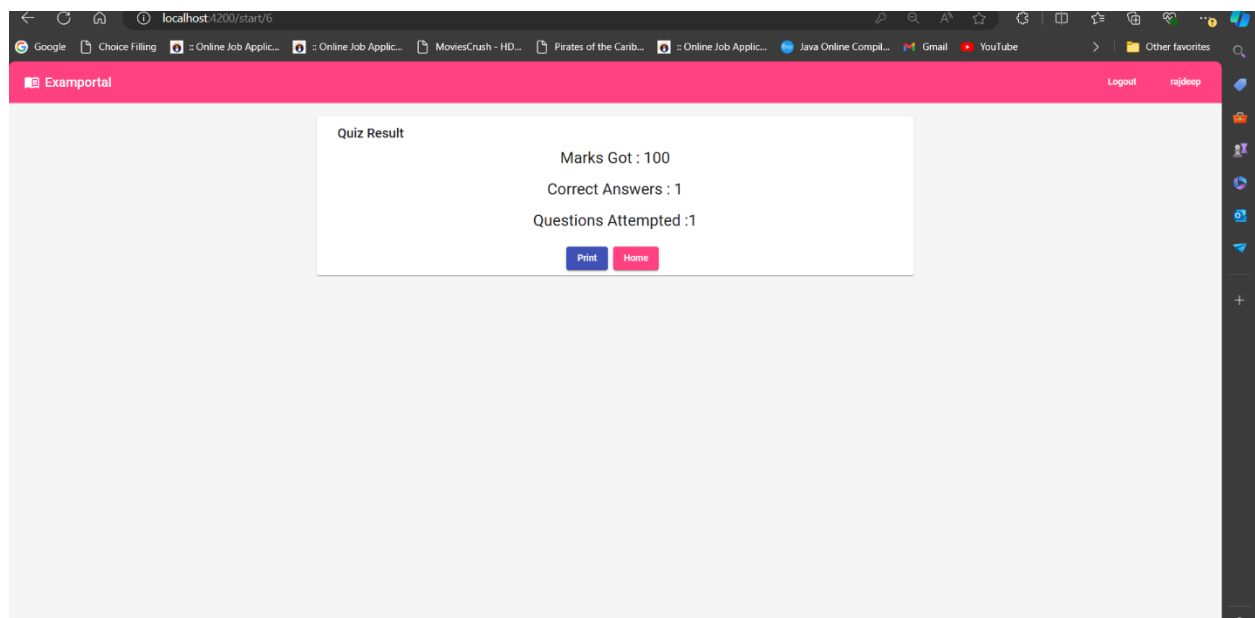 localhost:4200/start/6
Google Choice Filling :: Online Job Applic... :: Online Job Applic... MoviesCrush - HD... Pirates of the Carib... :: Online Job Applic... Java Online Compil... Gmail YouTube Other favorites
Examportal Logout rajdeep
Quiz Result
Marks Got : 100
Correct Answers : 1
Questions Attempted :1
Print Home